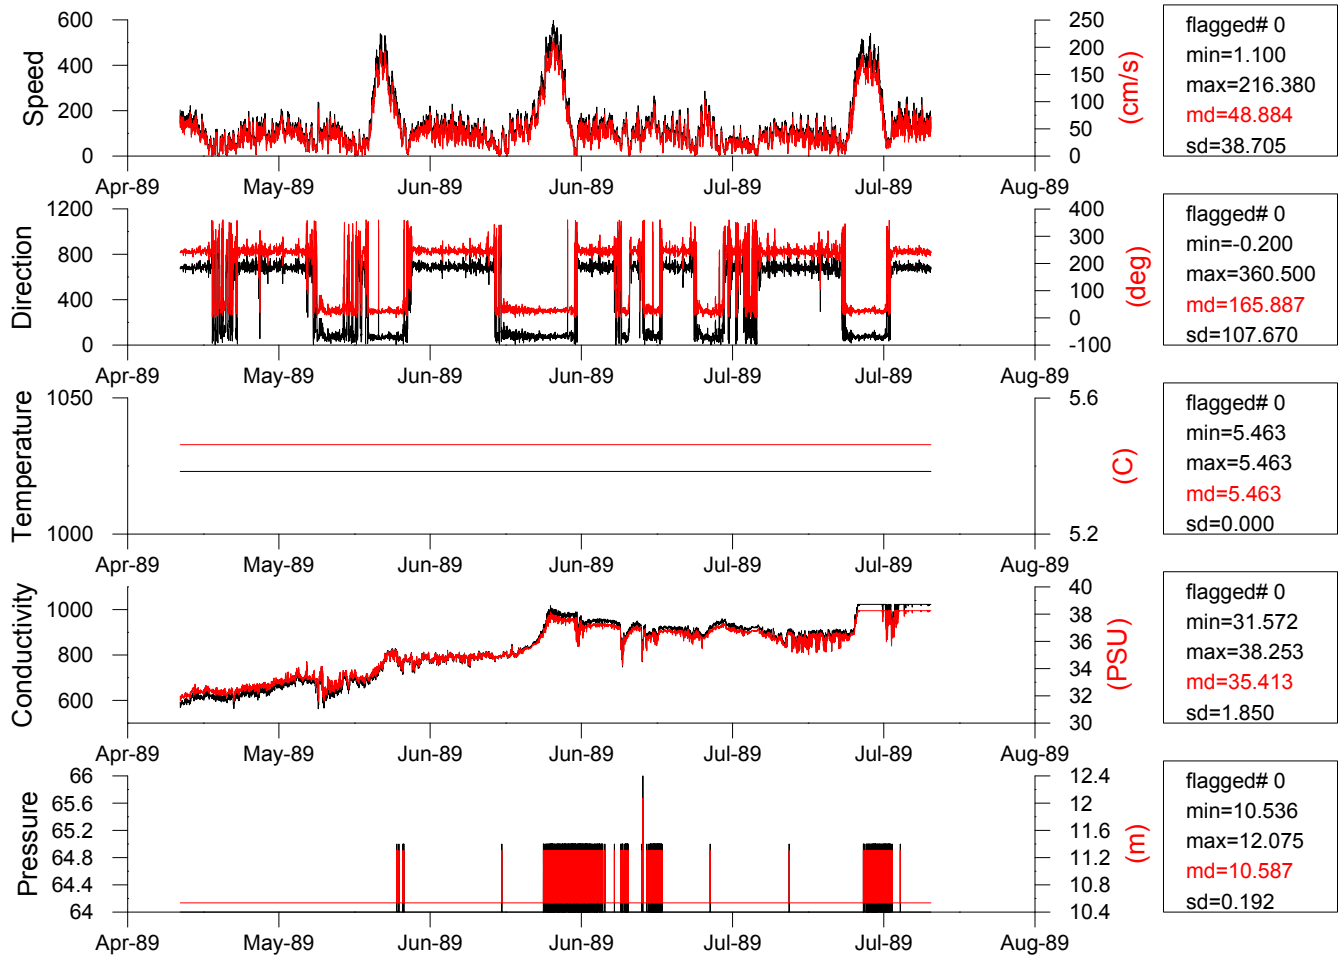 Speed
600
400
200
0
250
200
150
100
50
0
(cm/s)
Apr-89 May-89 Jun-89 Jun-89 Jul-89 Jul-89 Aug-89
flagged# 0
min=1.100
max=216.380
md=48.884
sd=38.705
Direction
1200
800
400
0
400
300
200
100
0
-100
(deg)
Apr-89 May-89 Jun-89 Jun-89 Jul-89 Jul-89 Aug-89
flagged# 0
min=-0.200
max=360.500
md=165.887
sd=107.670
Temperature
1050
1000
5.6
5.2
(C)
Apr-89 May-89 Jun-89 Jun-89 Jul-89 Jul-89 Aug-89
flagged# 0
min=5.463
max=5.463
md=5.463
sd=0.000
Conductivity
1000
800
600
40
38
36
34
32
30
(PSU)
Apr-89 May-89 Jun-89 Jun-89 Jul-89 Jul-89 Aug-89
flagged# 0
min=31.572
max=38.253
md=35.413
sd=1.850
Pressure
66
65.6
65.2
64.8
64.4
64
12.4
12
11.6
11.2
10.8
10.4
(m)
Apr-89 May-89 Jun-89 Jun-89 Jul-89 Jul-89 Aug-89
flagged# 0
min=10.536
max=12.075
md=10.587
sd=0.192